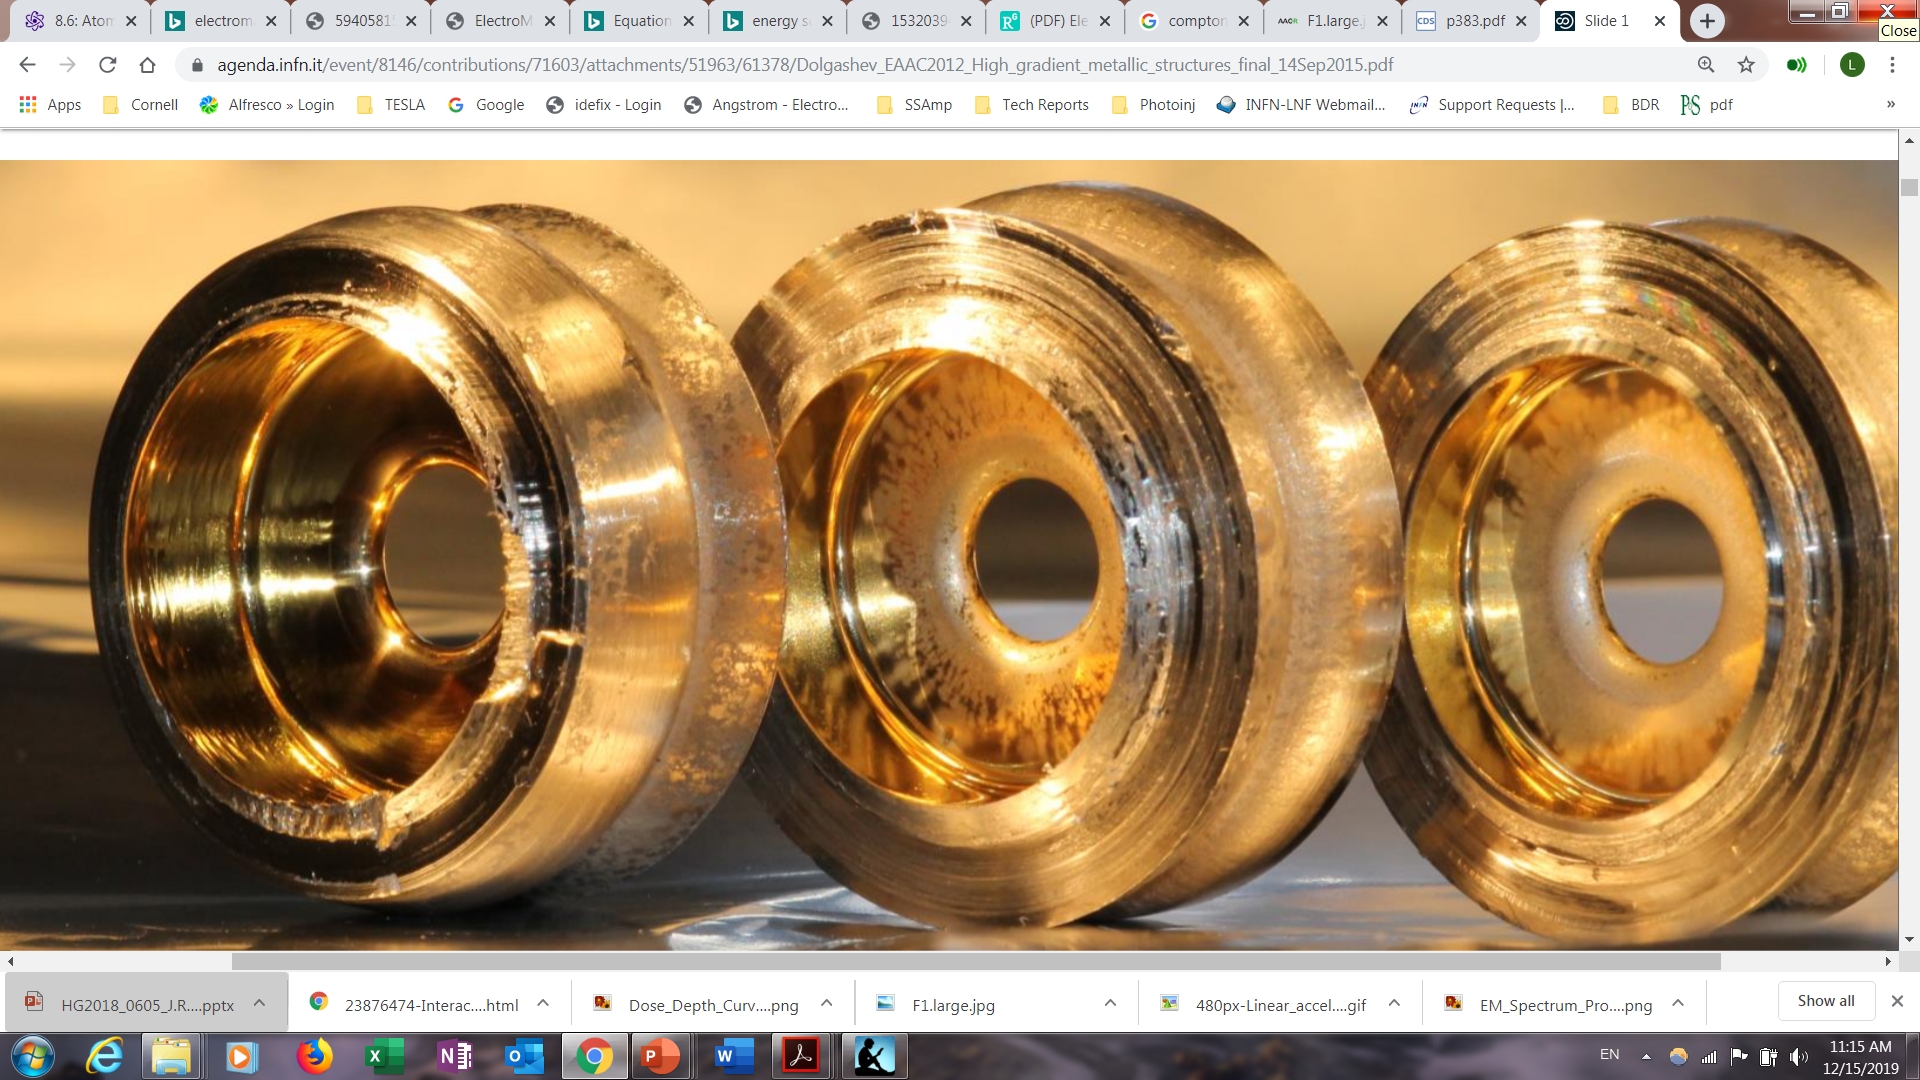 8.6: Atom
electroma
5940581
ElectroM
Equation
energy s
1532039
(PDF) Ele
compton
F1.large.j
p383.pdf
Slide 1
Close
agenda.infn.it/event/8146/contributions/71603/attachments/51963/61378/Dolgashev_EAAC2012_High_gradient_metallic_structures_final_14Sep2015.pdf
L
Apps Cornell Alfresco » Login TESLA Google idefix - Login Angstrom - Electro... SSAmp Tech Reports Photoinj INFN-LNF Webmail... Support Requests |... BDR pdf »
HG2018_0605_J.R....pptx 23876474-Interac....html Dose_Depth_Curv....png F1.large.jpg 480px-Linear_accel....gif EM_Spectrum_Pro....png Show all
EN
11:15 AM
12/15/2019